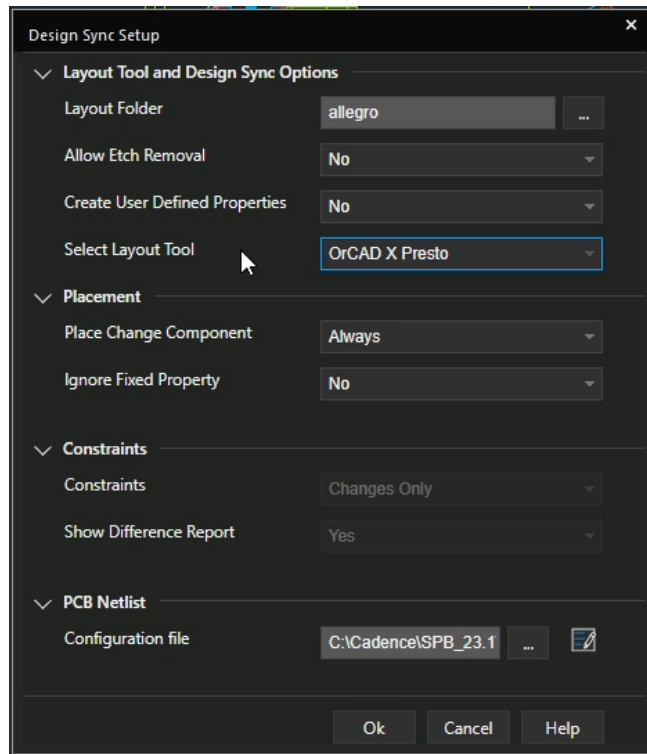 Design Sync Setup
Layout Tool and Design Sync Options
Layout Folder allegro ...
Allow Etch Removal No
Create User Defined Properties No
Select Layout Tool OrCAD X Presto
Placement
Place Change Component Always
Ignore Fixed Property No
Constraints
Constraints Changes Only
Show Difference Report Yes
PCB Netlist
Configuration file C:\Cadence\SPB_23.1 ...
Ok Cancel Help